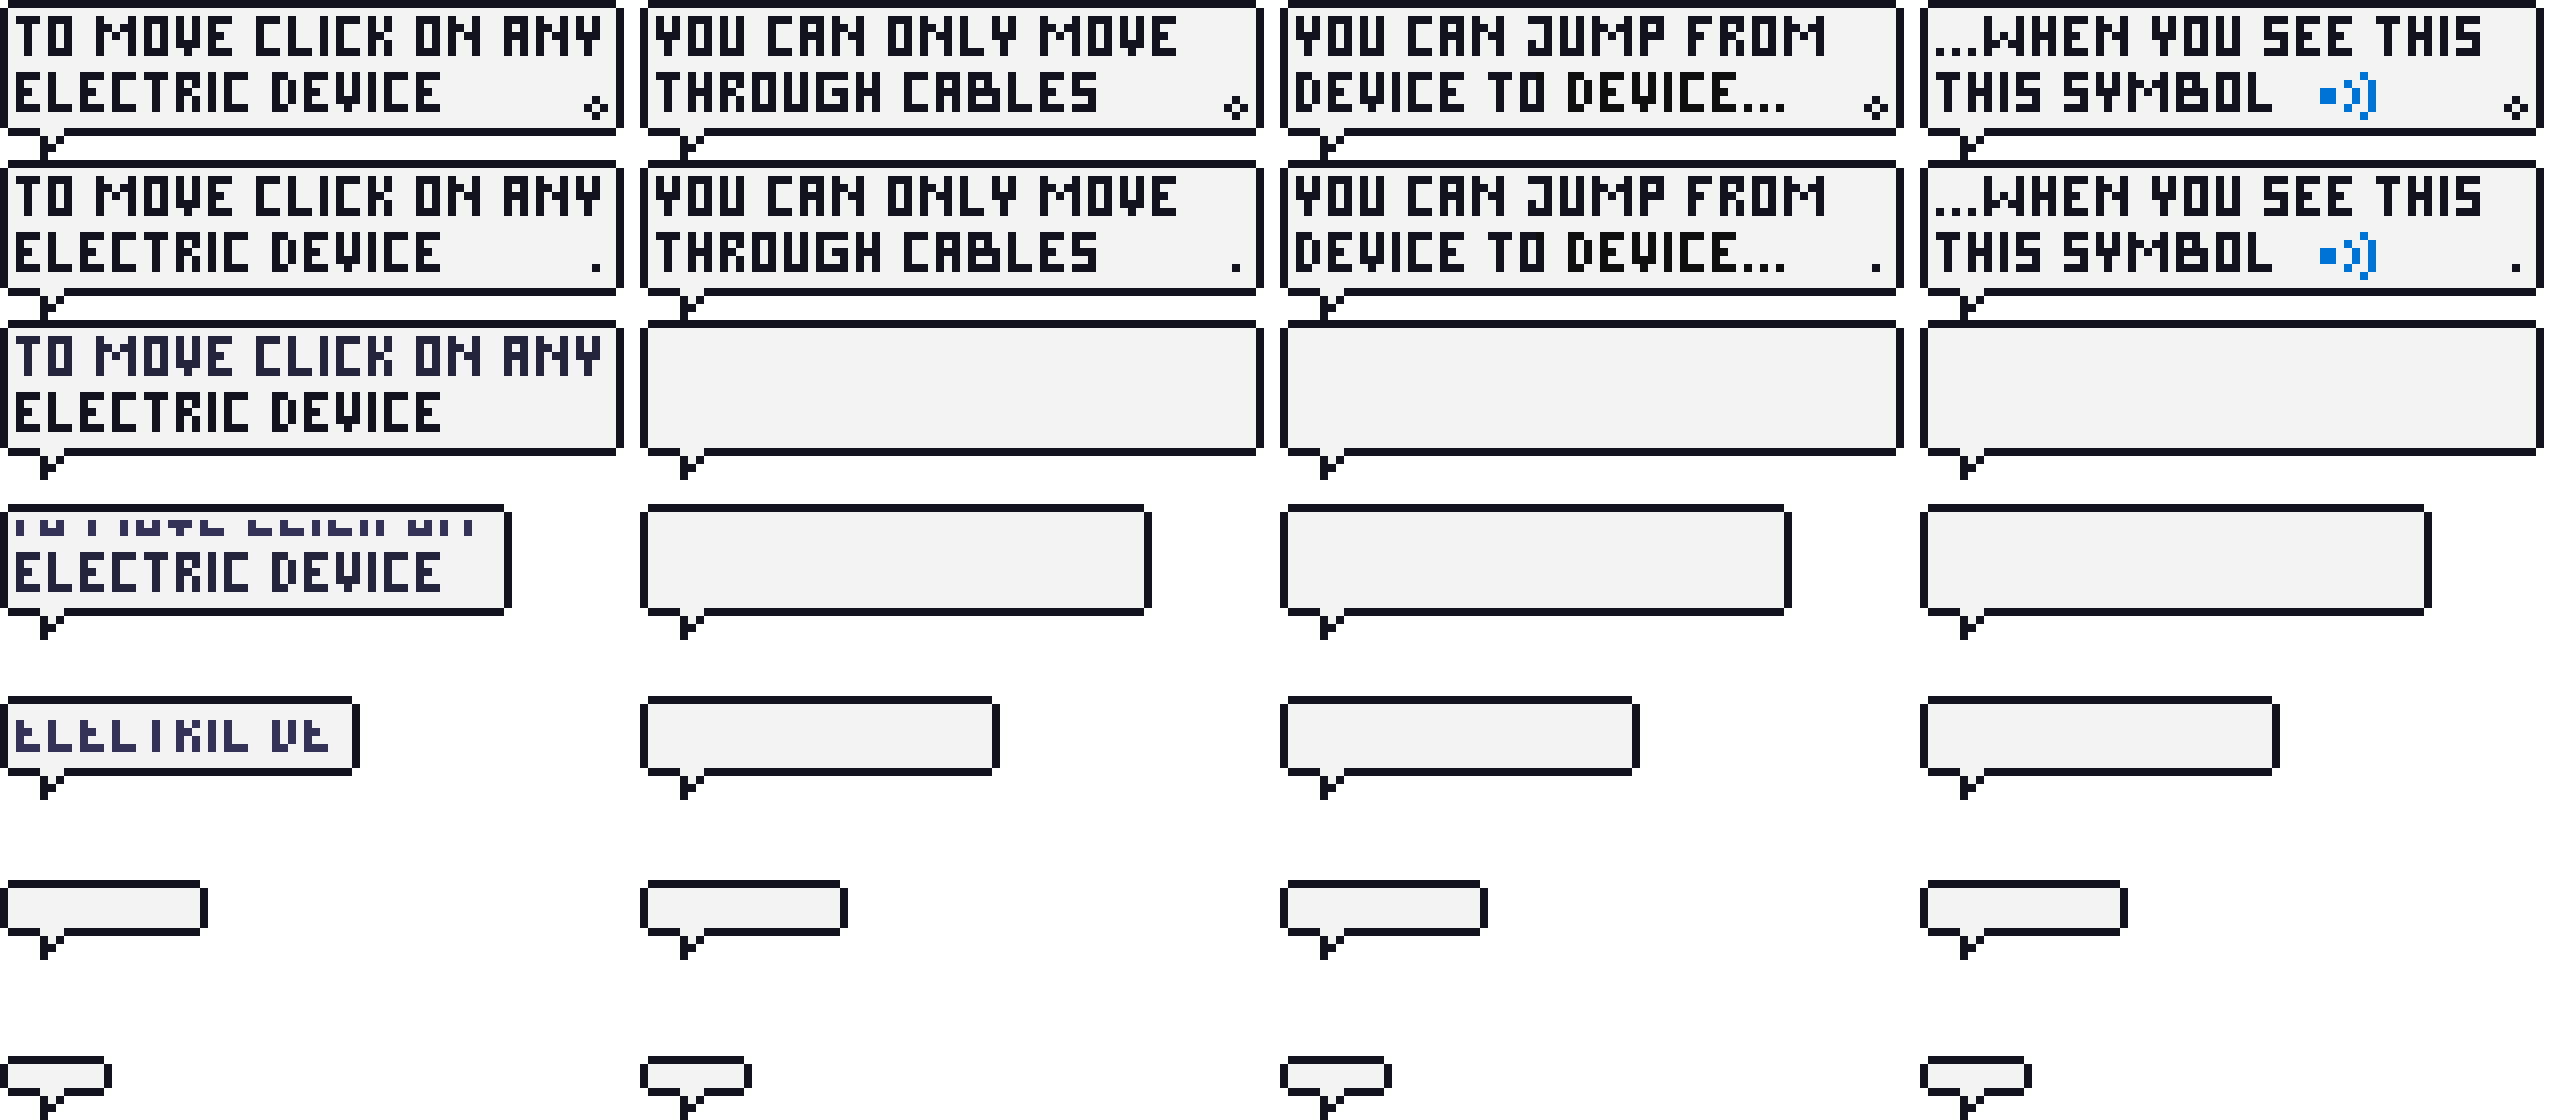 TO MOVE CLICK ON ANY
ELECTRIC DEVICE
YOU CAN ONLY MOVE
THROUGH CABLES
YOU CAN JUMP FROM
DEVICE TO DEVICE...
...WHEN YOU SEE THIS
THIS SYMBOL
TO MOVE CLICK ON ANY
ELECTRIC DEVICE
YOU CAN ONLY MOVE
THROUGH CABLES
YOU CAN JUMP FROM
DEVICE TO DEVICE...
...WHEN YOU SEE THIS
THIS SYMBOL
TO MOVE CLICK ON ANY
ELECTRIC DEVICE
ELECTRIC DEVICE